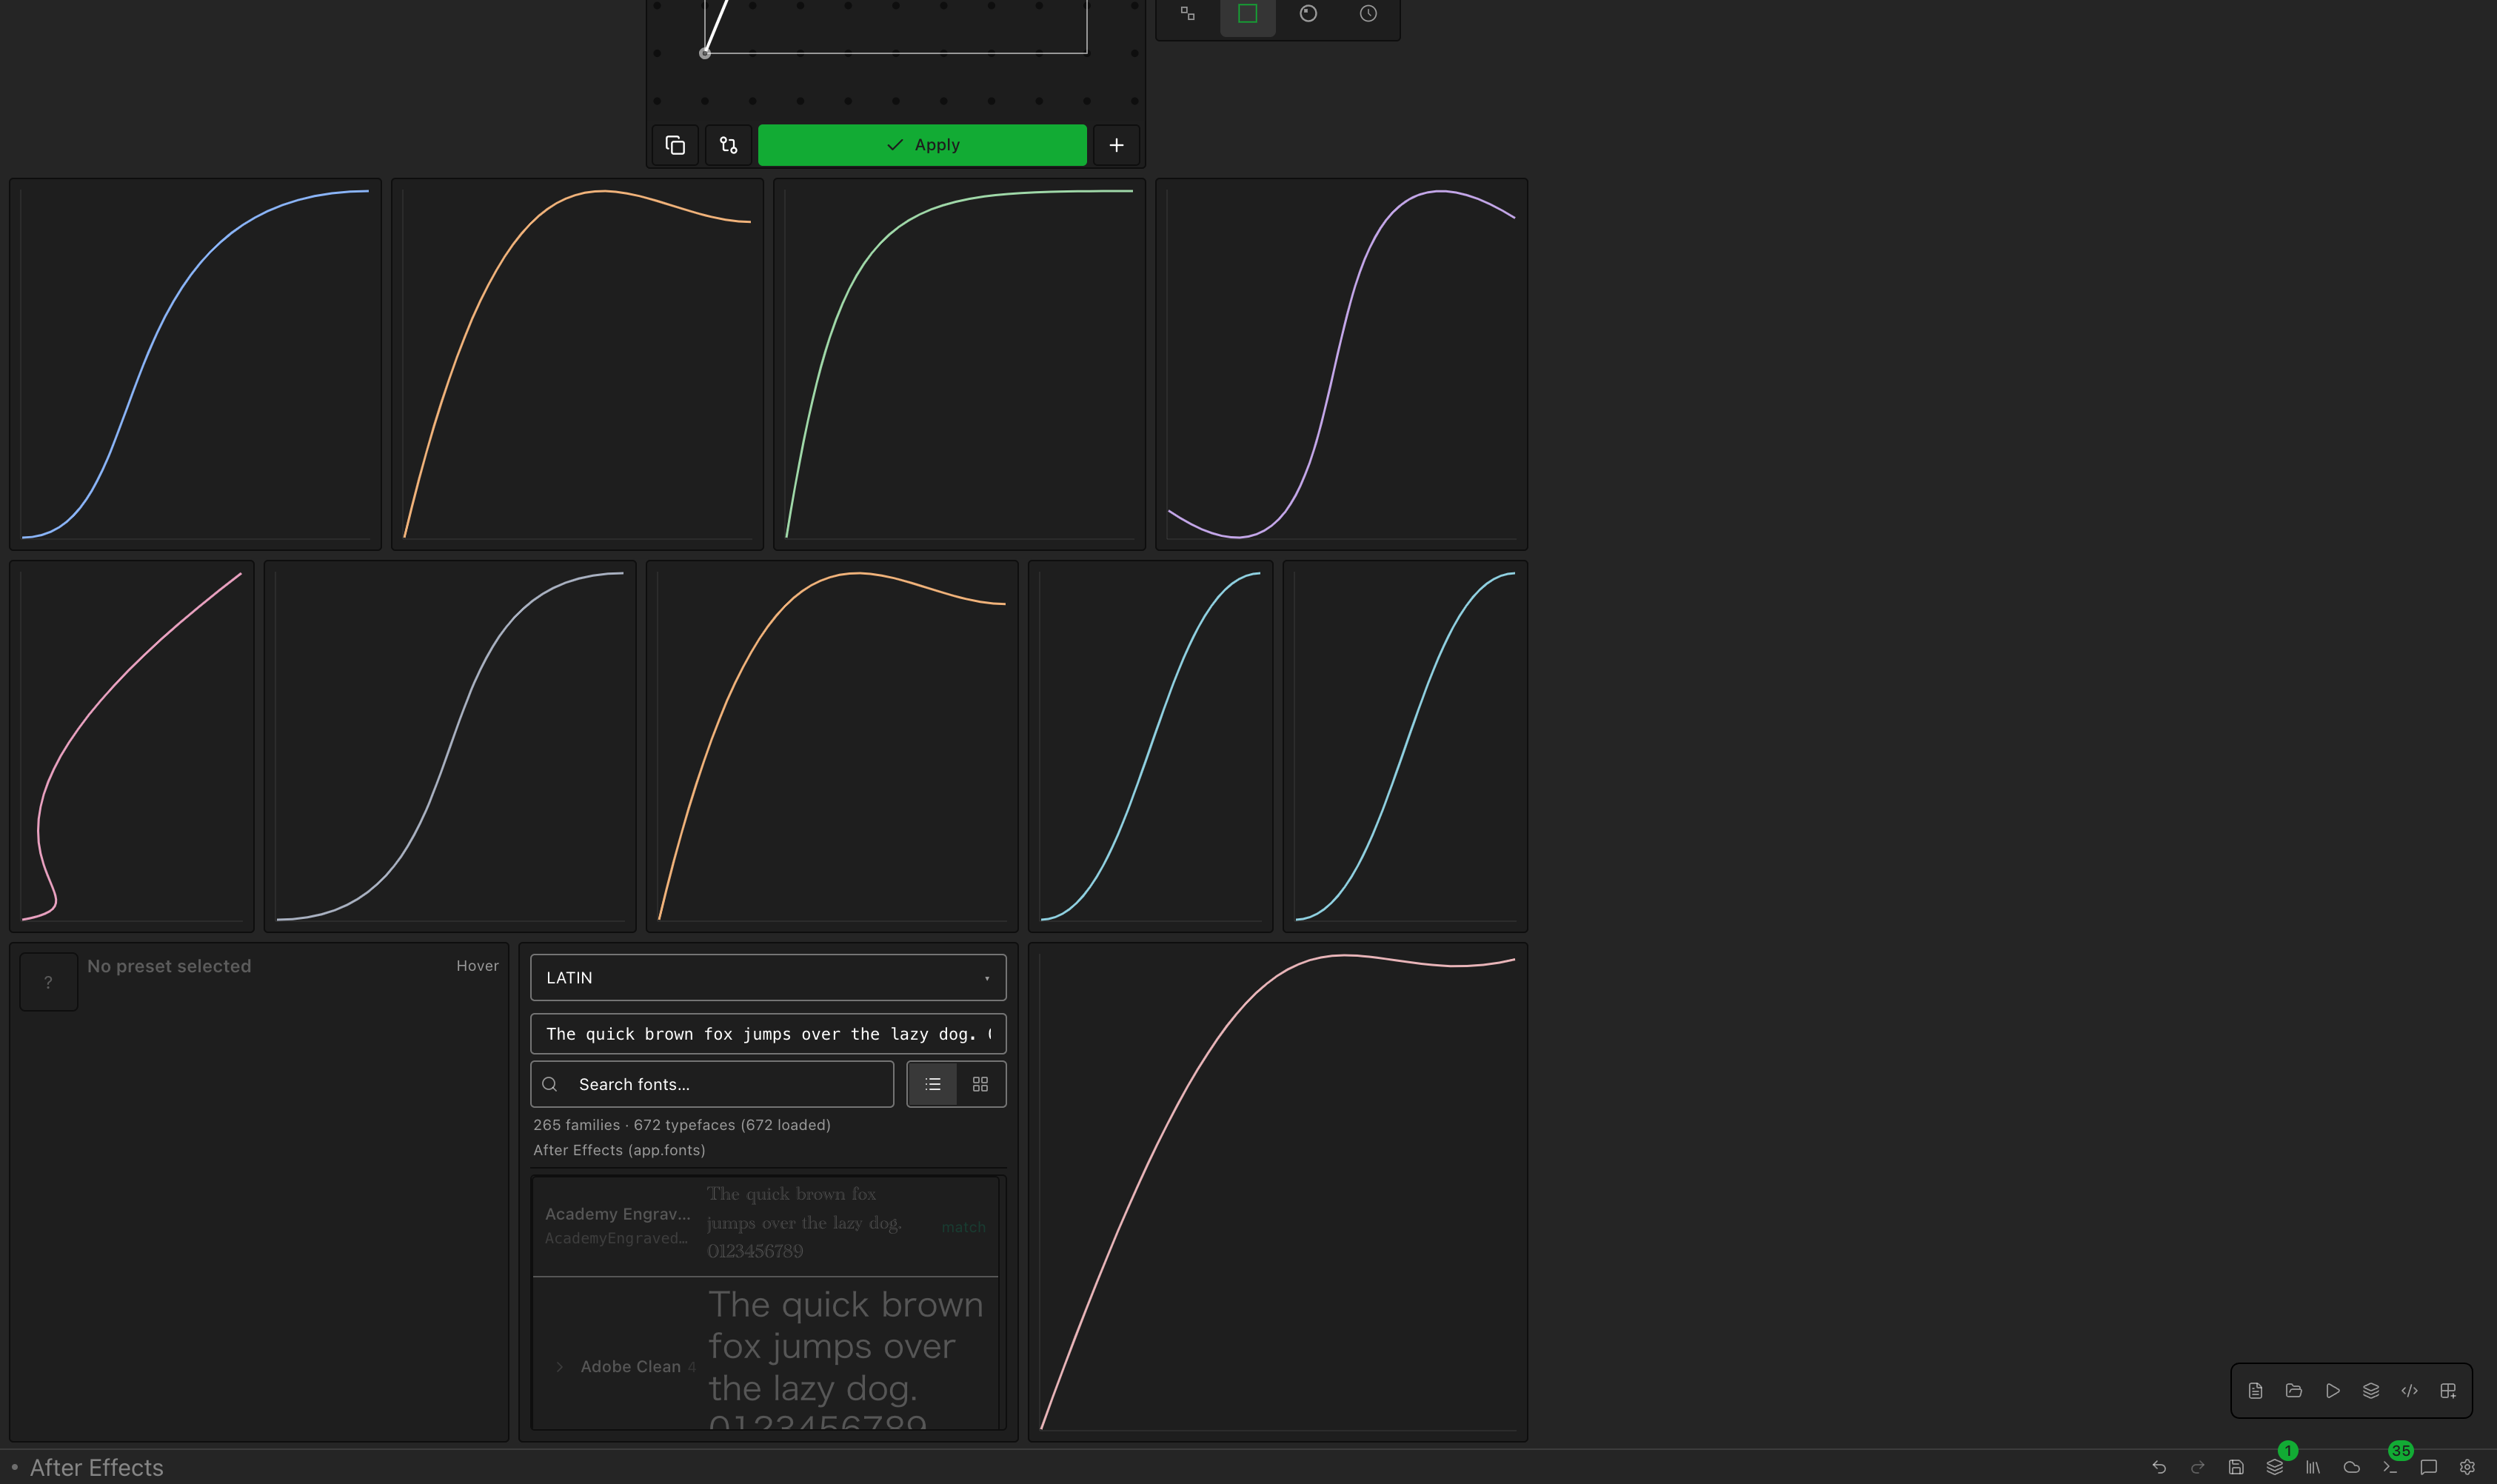 Apply
No preset selected
Hover
?
LATIN
The quick brown fox jumps over the lazy dog.
Search fonts...
265 families · 672 typefaces (672 loaded)
After Effects (app.fonts)
Academy Engrav...
AcademyEngraved…
The quick brown fox
jumps over the lazy dog.
0123456789
match
Adobe Clean 4
The quick brown
fox jumps over
the lazy dog.
0123456789
After Effects
1
35